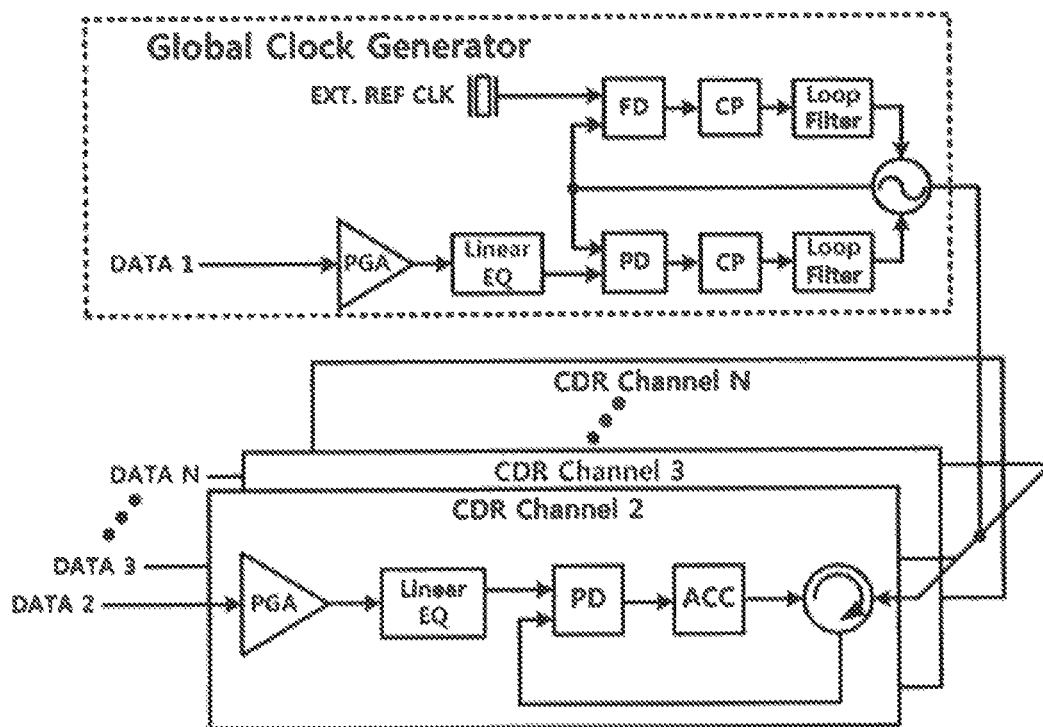 Global Clock Generator
EXT. REF CLK
FD
CP
Loop
Filter
DATA 1
PGA
Linear
EQ
PD
CP
Loop
Filter
CDR Channel N
DATA N
CDR Channel 3
CDR Channel 2
DATA 3
DATA 2
PGA
Linear
EQ
PD
ACC